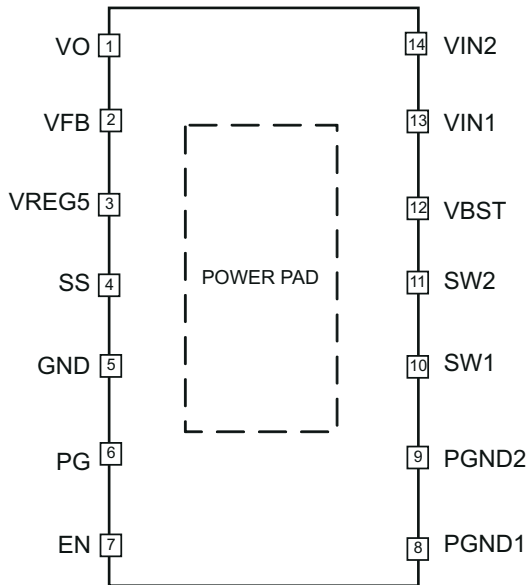 VO 1 14 VIN2
VFB 2 13 VIN1
VREG5 3 12 VBST
SS 4 11 SW2
POWER PAD
GND 5 10 SW1
PG 6 9 PGND2
EN 7 8 PGND1